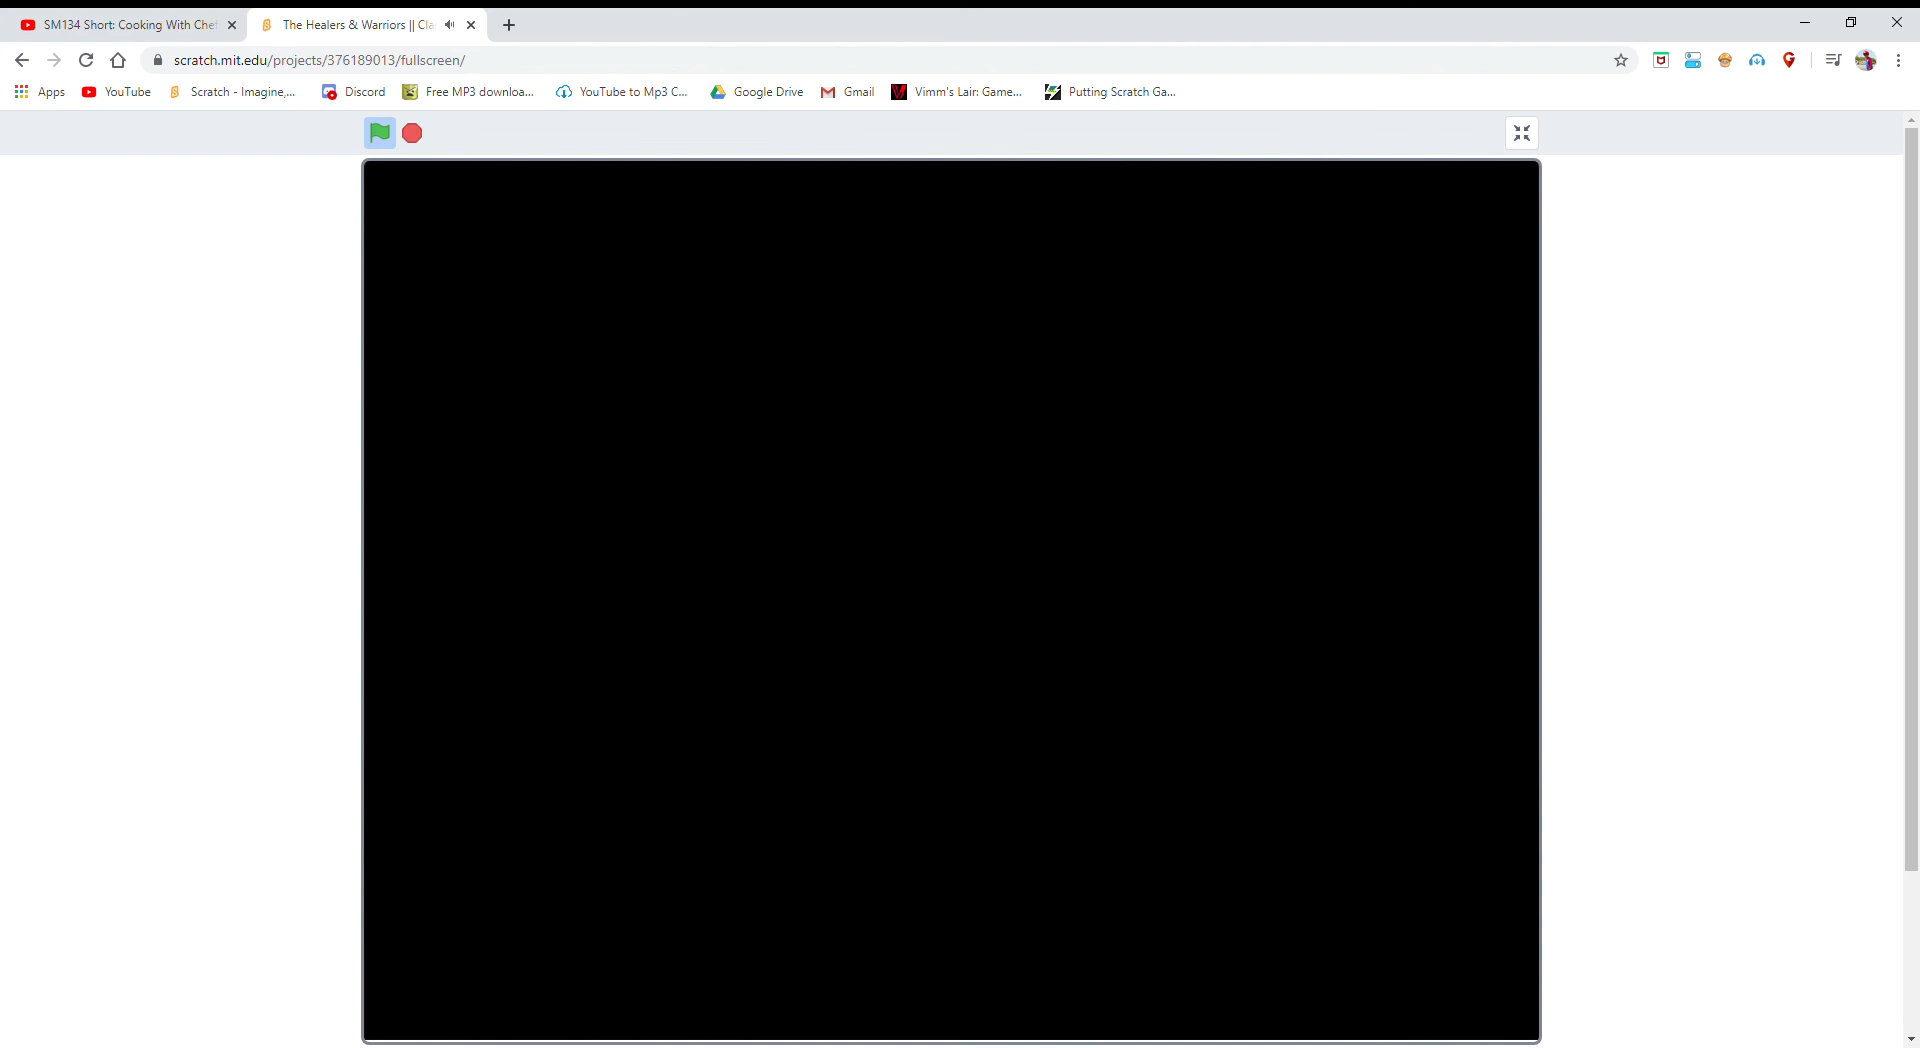 SM134 Short: Cooking With Chef
The Healers & Warriors || Cla
scratch.mit.edu/projects/376189013/fullscreen/
Apps YouTube Scratch - Imagine,... Discord Free MP3 downloa... YouTube to Mp3 C... Google Drive Gmail Vimm's Lair: Game... Putting Scratch Ga...